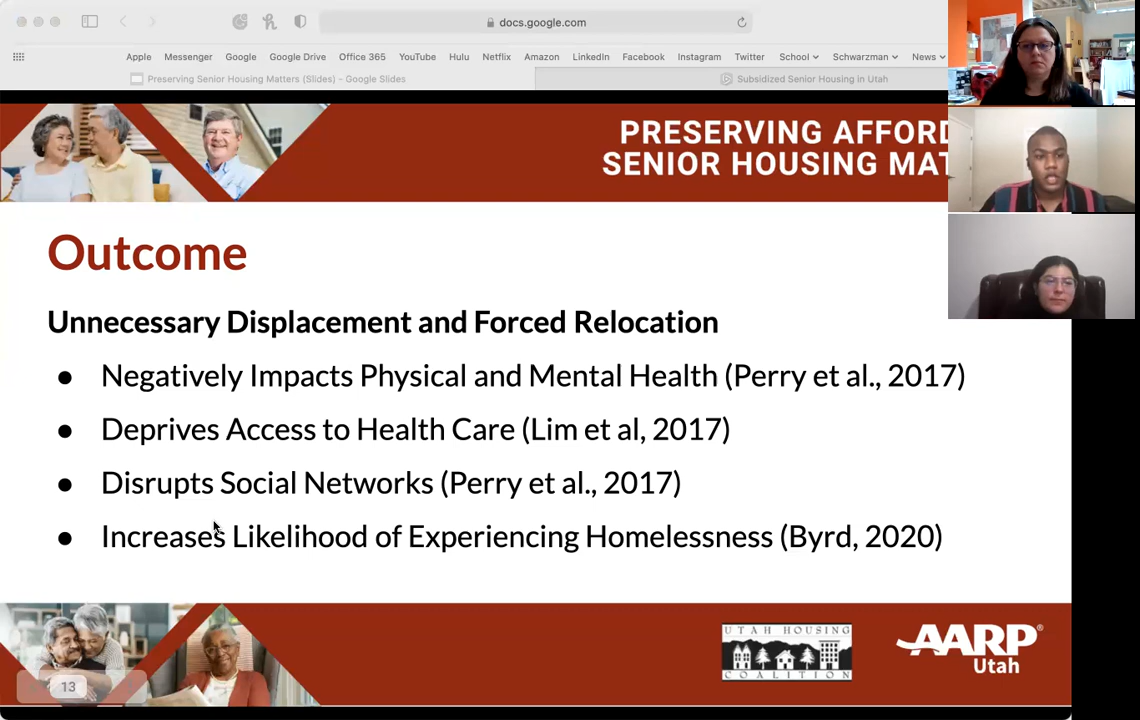 docs.google.com
Apple Messenger Google Google Drive Office 365 YouTube Hulu Netflix Amazon LinkedIn Facebook Instagram Twitter School Schwarzman News
Preserving Senior Housing Matters (Slides) – Google Slides
Subsidized Senior Housing in Utah
PRESERVING AFFORD
SENIOR HOUSING MAT
Outcome
Unnecessary Displacement and Forced Relocation
● Negatively Impacts Physical and Mental Health (Perry et al., 2017)
● Deprives Access to Health Care (Lim et al, 2017)
● Disrupts Social Networks (Perry et al., 2017)
● Increases Likelihood of Experiencing Homelessness (Byrd, 2020)
UTAH HOUSING
COALITION
AARP®
Utah
13